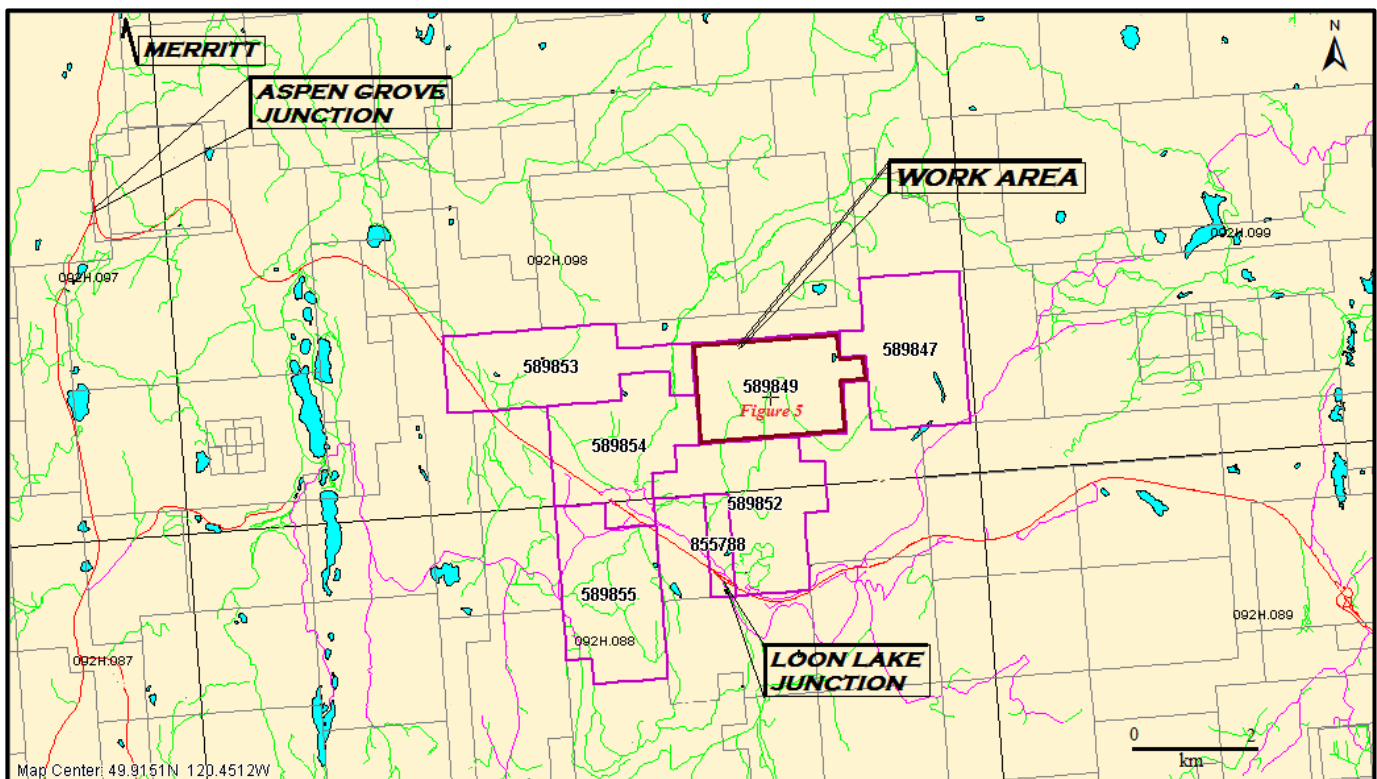 MERRITT
N
ASPEN GROVE
JUNCTION
WORK AREA
092H.099
092H.098
092H.097
589847
589853
589849
Figure 5
589854
589852
855788
589855
092H.089
092H.088
092H.087
LOON LAKE
JUNCTION
0 2
km
Map Center: 49.9151N 120.4512W